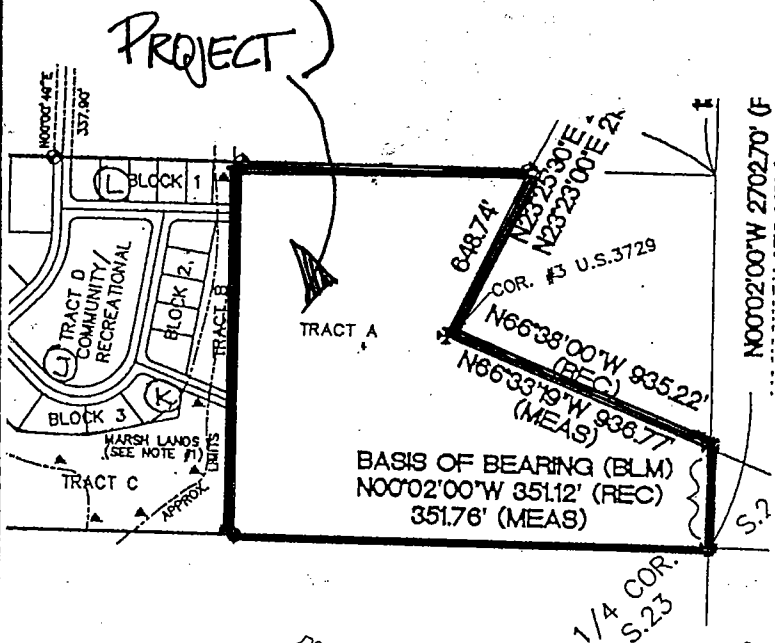 PROJECT
N00°00'49"E
337.90'
L
BLOCK 1
TRACT D
COMMUNITY/
RECREATIONAL
J
BLOCK 2
TRACT B
K
BLOCK 3
MARSH LANDS
(SEE NOTE #1)
TRACT C
APPROX.
LIMITS
TRACT A
648.74'
N23°25'30"E
N23°23'00"E
COR. #3 U.S.3729
N66°38'00"W 935.22'
(REC)
N66°33'19"W 936.77'
(MEAS)
BASIS OF BEARING (BLM)
N00°02'00"W 351.12' (REC)
351.76' (MEAS)
N00°02'00"W 2702.70'
1/4 COR.
S.23